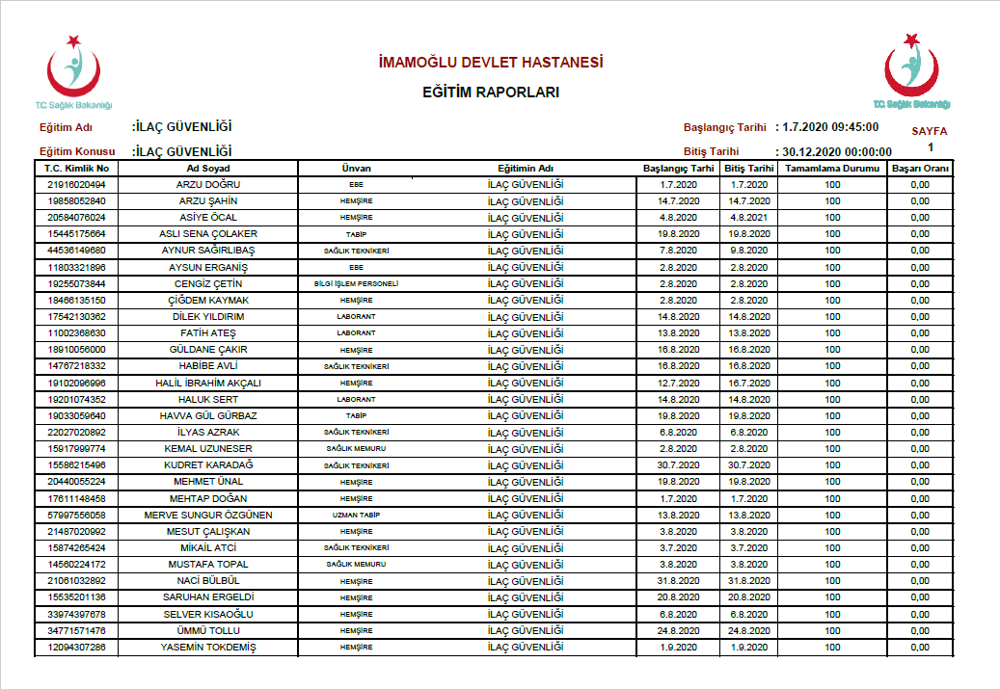 İMAMOĞLU DEVLET HASTANESİ
EĞİTİM RAPORLARI
T.C. Sağlık Bakanlığı T.C. Sağlık Bakanlığı
Eğitim Adı :İLAÇ GÜVENLİĞİ Başlangıç Tarihi : 1.7.2020 09:45:00 SAYFA
Eğitim Konusu :İLAÇ GÜVENLİĞİ Bitiş Tarihi : 30.12.2020 00:00:00 1
T.C. Kimlik No Ad Soyad Ünvan Eğitimin Adı Başlangıç Tarhi Bitiş Tarihi Tamamlama Durumu Başarı Oranı
21916020494 ARZU DOĞRU EBE İLAÇ GÜVENLİĞİ 1.7.2020 1.7.2020 100 0,00
19858052840 ARZU ŞAHİN HEMŞİRE İLAÇ GÜVENLİĞİ 14.7.2020 14.7.2020 100 0,00
20584076024 ASİYE ÖCAL HEMŞİRE İLAÇ GÜVENLİĞİ 4.8.2020 4.8.2021 100 0,00
15445175664 ASLI SENA ÇOLAKER TABİP İLAÇ GÜVENLİĞİ 19.8.2020 19.8.2020 100 0,00
44536149680 AYNUR SAĞIRLIBAŞ SAĞLIK TEKNİKERİ İLAÇ GÜVENLİĞİ 7.8.2020 9.8.2020 100 0,00
11803321896 AYSUN ERGANİŞ EBE İLAÇ GÜVENLİĞİ 2.8.2020 2.8.2020 100 0,00
19255073844 CENGİZ ÇETİN BİLGİ İŞLEM PERSONELİ İLAÇ GÜVENLİĞİ 2.8.2020 2.8.2020 100 0,00
18466135150 ÇİĞDEM KAYMAK HEMŞİRE İLAÇ GÜVENLİĞİ 2.8.2020 2.8.2020 100 0,00
17542130362 DİLEK YILDIRIM LABORANT İLAÇ GÜVENLİĞİ 14.8.2020 14.8.2020 100 0,00
11002368630 FATİH ATEŞ LABORANT İLAÇ GÜVENLİĞİ 13.8.2020 13.8.2020 100 0,00
18910056000 GÜLDANE ÇAKIR HEMŞİRE İLAÇ GÜVENLİĞİ 16.8.2020 16.8.2020 100 0,00
14767218332 HABİBE AVLİ SAĞLIK TEKNİKERİ İLAÇ GÜVENLİĞİ 16.8.2020 16.8.2020 100 0,00
19102096996 HALİL İBRAHİM AKÇALI HEMŞİRE İLAÇ GÜVENLİĞİ 12.7.2020 16.7.2020 100 0,00
19201074352 HALUK SERT LABORANT İLAÇ GÜVENLİĞİ 14.8.2020 14.8.2020 100 0,00
19033059640 HAVVA GÜL GÜRBAZ TABİP İLAÇ GÜVENLİĞİ 19.8.2020 19.8.2020 100 0,00
22027020892 İLYAS AZRAK SAĞLIK TEKNİKERİ İLAÇ GÜVENLİĞİ 6.8.2020 6.8.2020 100 0,00
15917999774 KEMAL UZUNESER SAĞLIK MEMURU İLAÇ GÜVENLİĞİ 2.8.2020 2.8.2020 100 0,00
15586215496 KUDRET KARADAĞ SAĞLIK TEKNİKERİ İLAÇ GÜVENLİĞİ 30.7.2020 30.7.2020 100 0,00
20440055224 MEHMET ÜNAL HEMŞİRE İLAÇ GÜVENLİĞİ 19.8.2020 19.8.2020 100 0,00
17611148458 MEHTAP DOĞAN HEMŞİRE İLAÇ GÜVENLİĞİ 1.7.2020 1.7.2020 100 0,00
57997556058 MERVE SUNGUR ÖZGÜNEN UZMAN TABİP İLAÇ GÜVENLİĞİ 13.8.2020 13.8.2020 100 0,00
21487020992 MESUT ÇALIŞKAN HEMŞİRE İLAÇ GÜVENLİĞİ 3.8.2020 3.8.2020 100 0,00
15874265424 MİKAİL ATCİ SAĞLIK TEKNİKERİ İLAÇ GÜVENLİĞİ 3.7.2020 3.7.2020 100 0,00
14560224172 MUSTAFA TOPAL SAĞLIK MEMURU İLAÇ GÜVENLİĞİ 3.8.2020 3.8.2020 100 0,00
21061032892 NACİ BÜLBÜL HEMŞİRE İLAÇ GÜVENLİĞİ 31.8.2020 31.8.2020 100 0,00
15535201136 SARUHAN ERGELDİ HEMŞİRE İLAÇ GÜVENLİĞİ 20.8.2020 20.8.2020 100 0,00
33974397678 SELVER KISAOĞLU HEMŞİRE İLAÇ GÜVENLİĞİ 6.8.2020 6.8.2020 100 0,00
34771571476 ÜMMÜ TOLLU HEMŞİRE İLAÇ GÜVENLİĞİ 24.8.2020 24.8.2020 100 0,00
12094307286 YASEMİN TOKDEMİŞ HEMŞİRE İLAÇ GÜVENLİĞİ 1.9.2020 1.9.2020 100 0,00